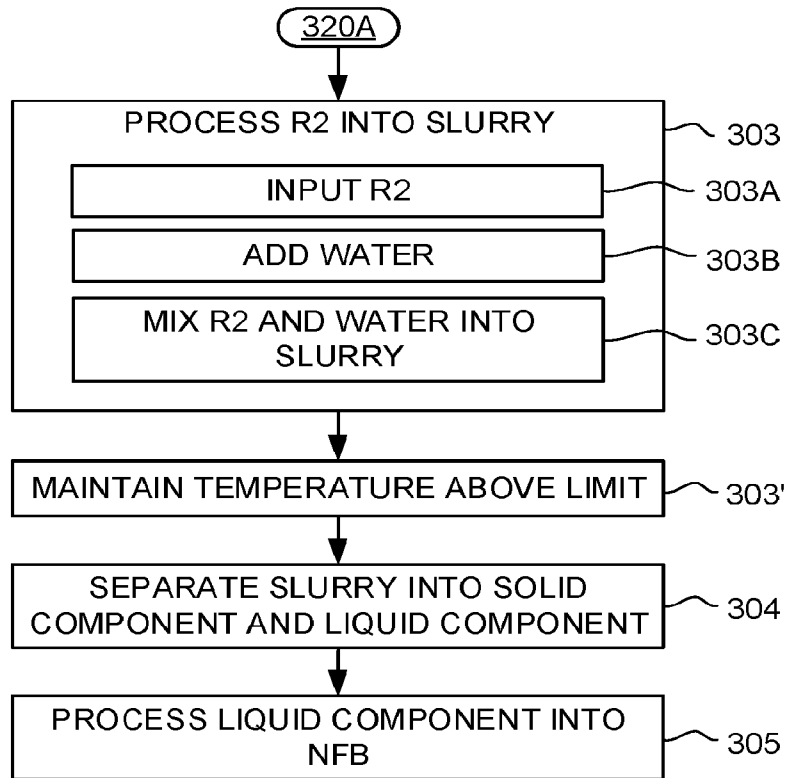 320A
PROCESS R2 INTO SLURRY
303
INPUT R2
303A
ADD WATER
303B
MIX R2 AND WATER INTO
SLURRY
303C
MAINTAIN TEMPERATURE ABOVE LIMIT
303'
SEPARATE SLURRY INTO SOLID
COMPONENT AND LIQUID COMPONENT
304
PROCESS LIQUID COMPONENT INTO
NFB
305